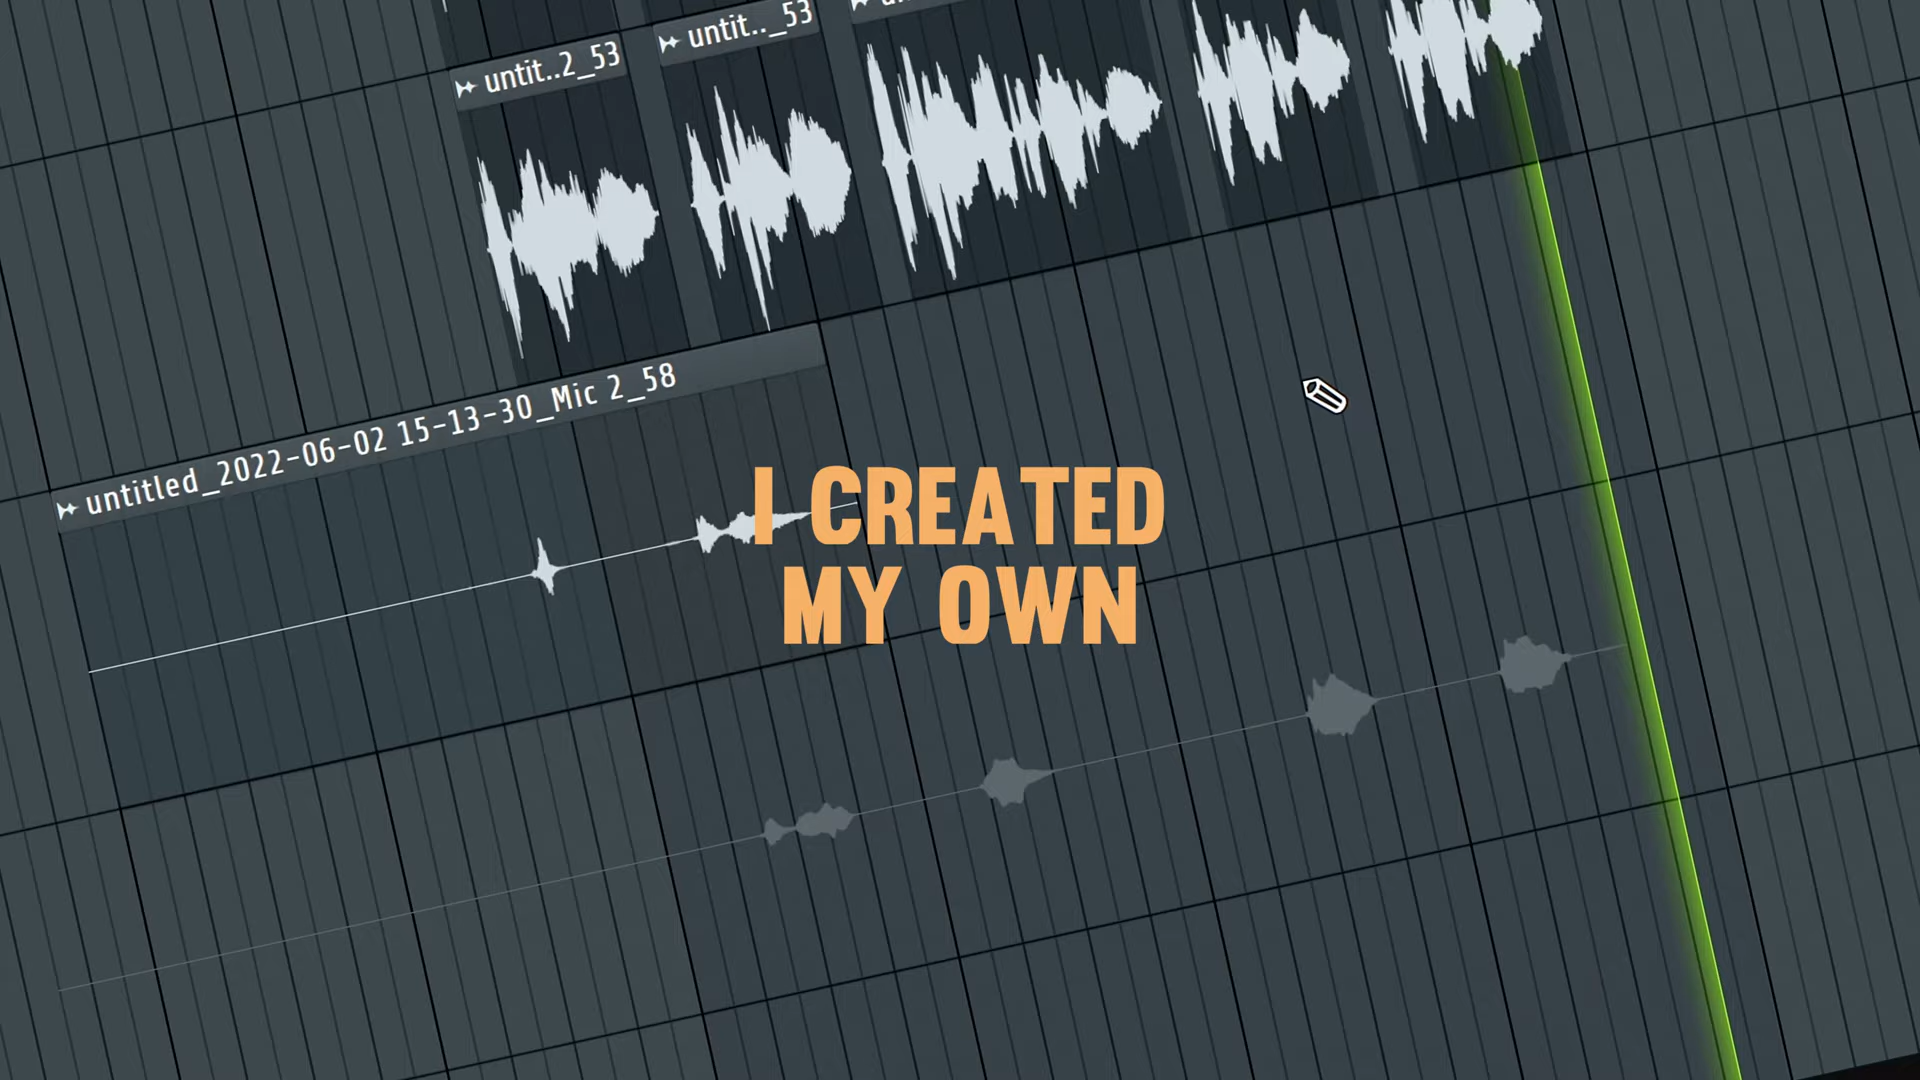 untit..2_53
untit.._53
untitled_2022-06-02 15-13-30_Mic 2_58
I CREATED
MY OWN